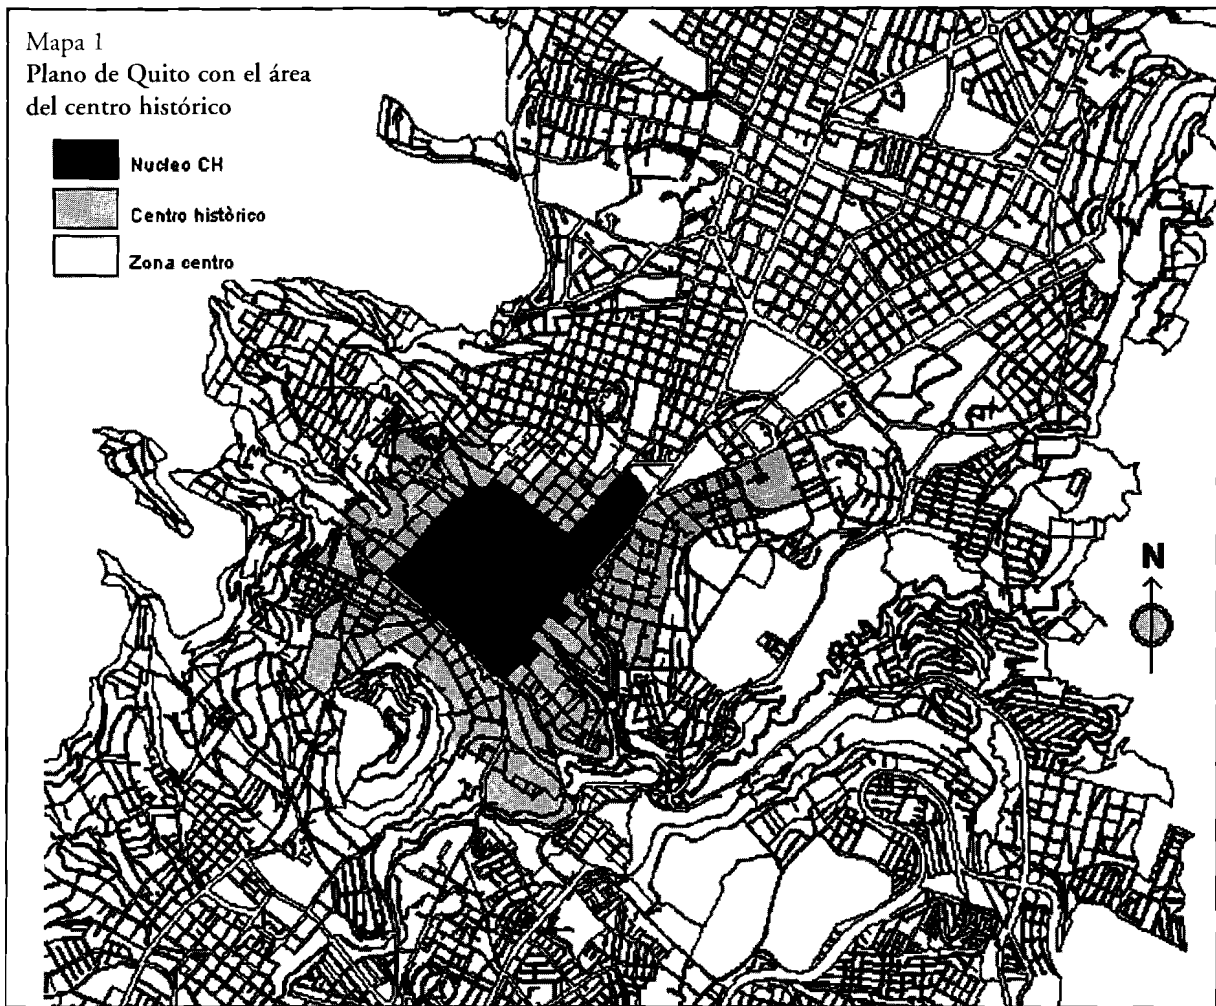 Mapa 1
Plano de Quito con el área
del centro histórico
Nucleo CH
Centro històrico
Zona centro
N